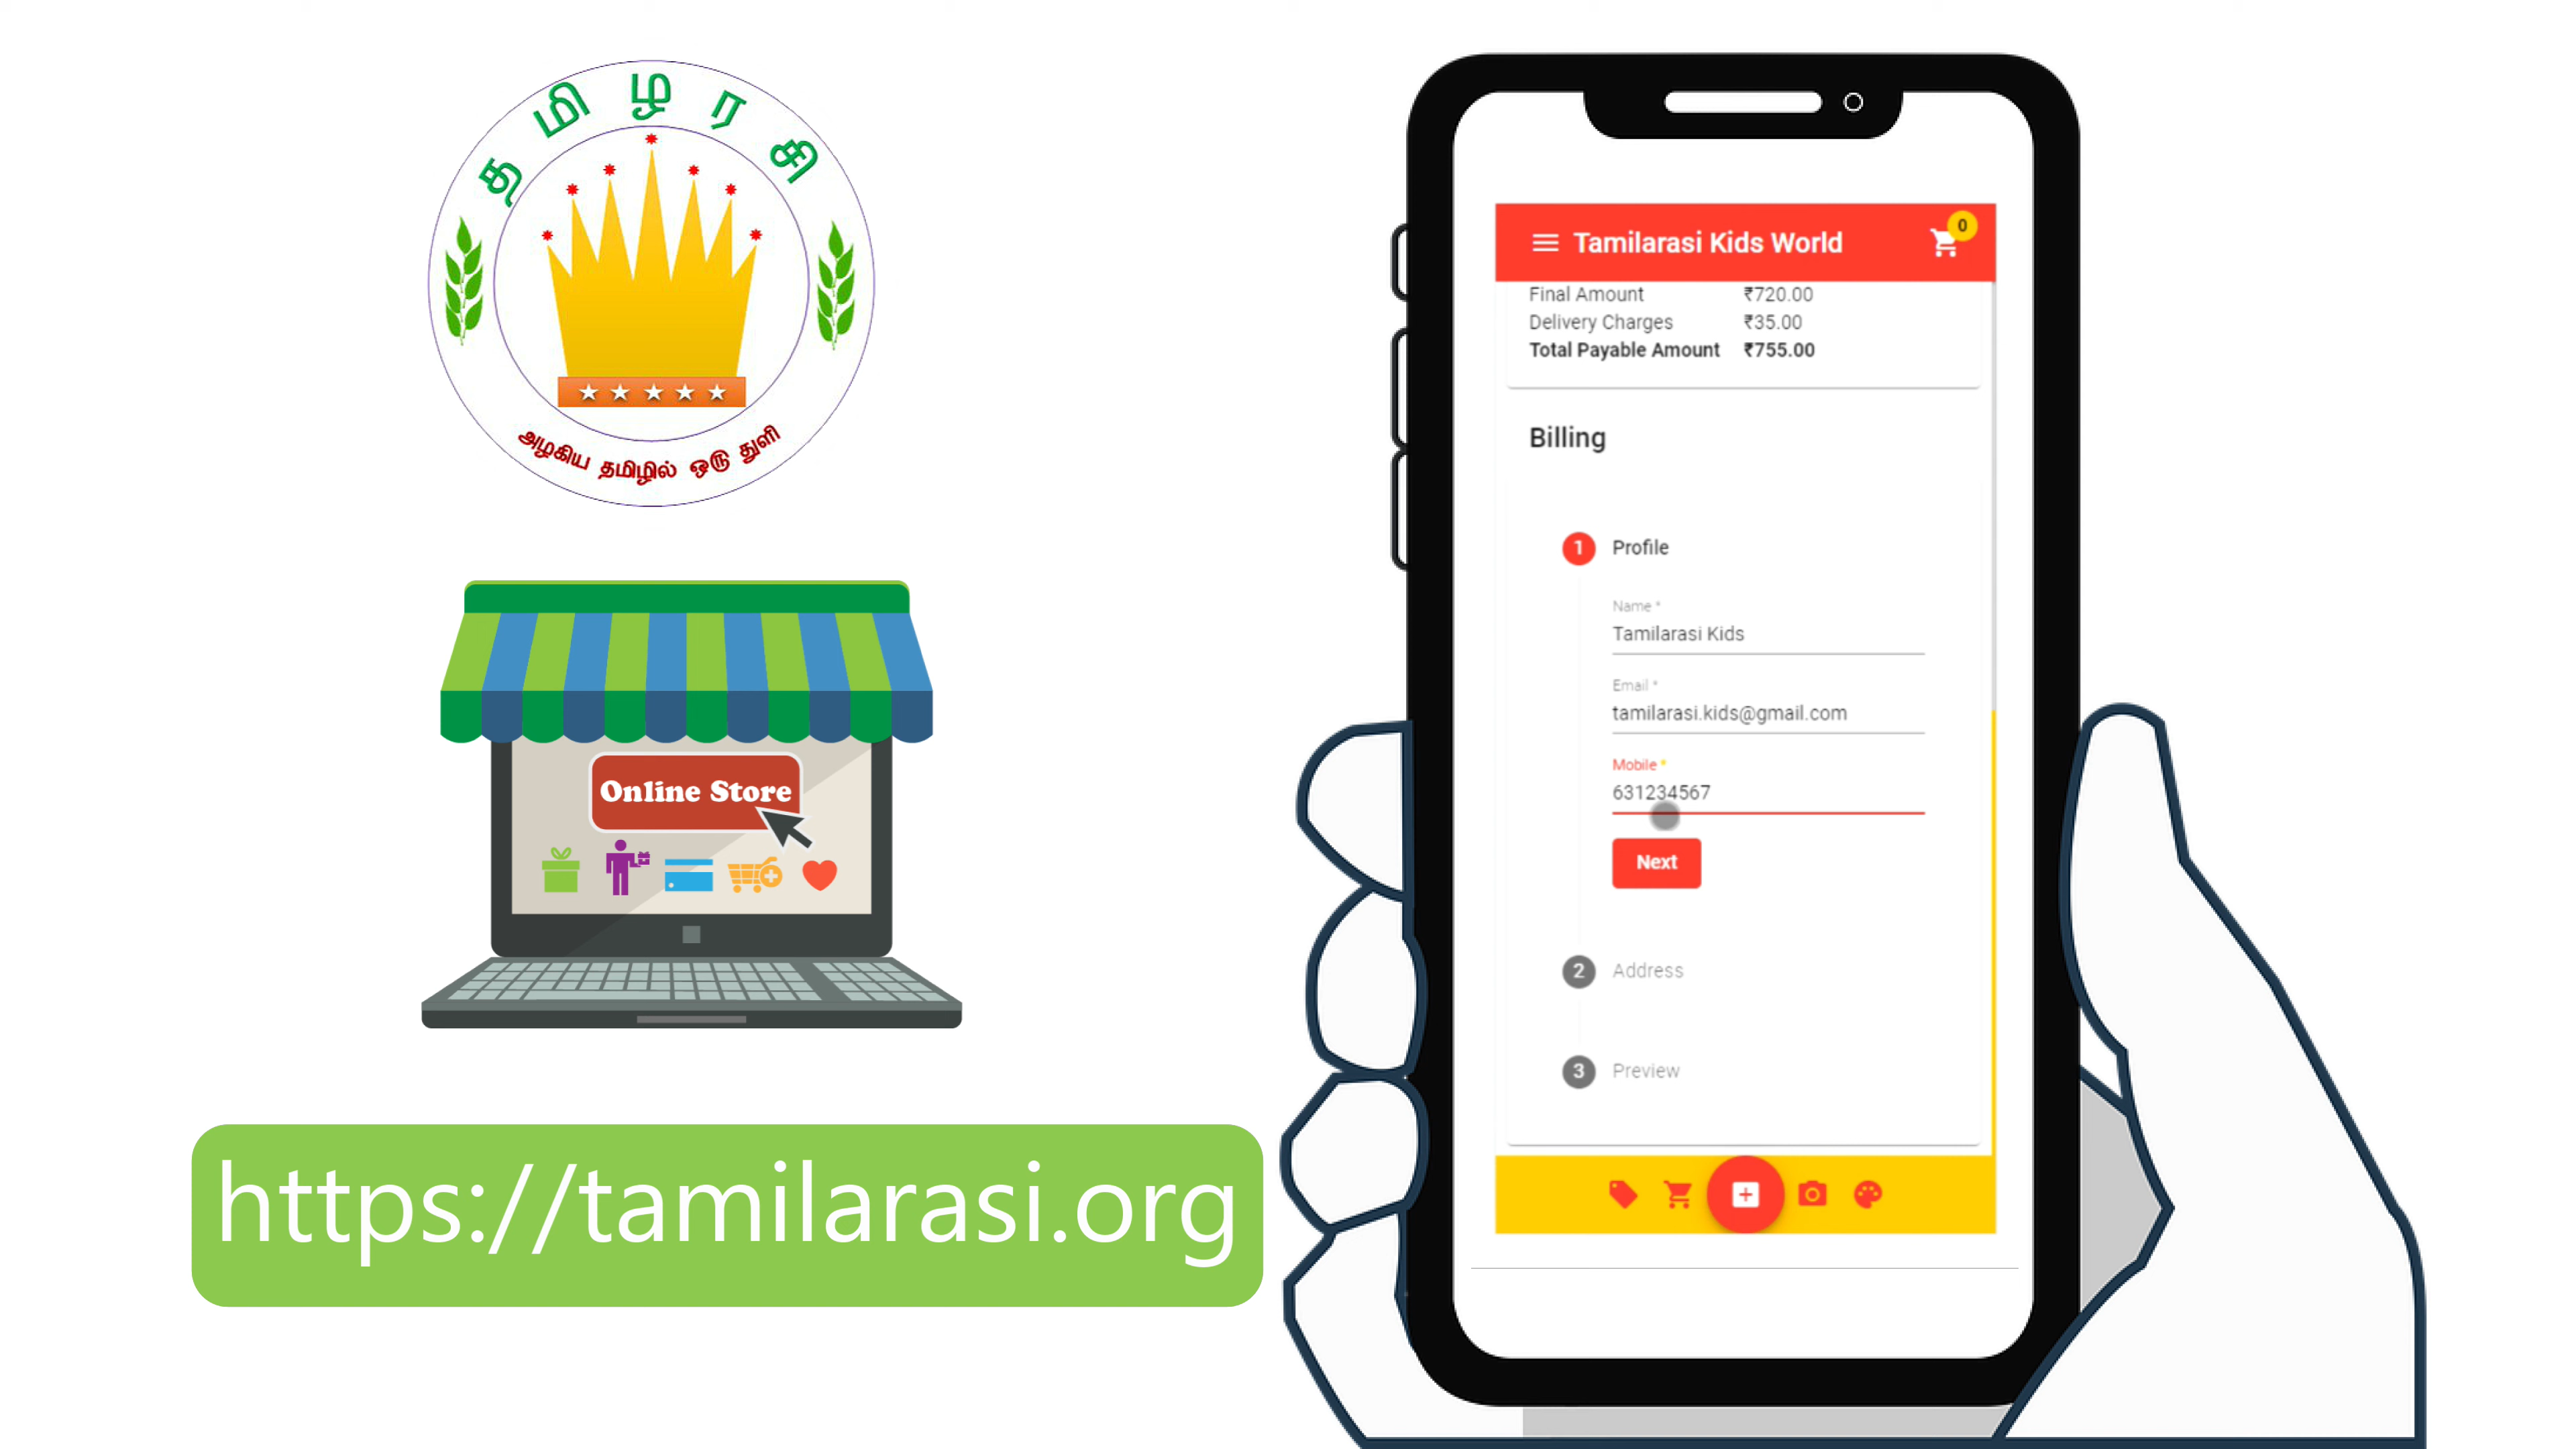 தமிழரசி
அழகிய தமிழில் ஒரு துளி
Online Store
https://tamilarasi.org
Tamilarasi Kids World
0
Final Amount ₹720.00
Delivery Charges ₹35.00
Total Payable Amount ₹755.00
Billing
1 Profile
Name *
Tamilarasi Kids
Email *
tamilarasi.kids@gmail.com
Mobile *
631234567
Next
2 Address
3 Preview